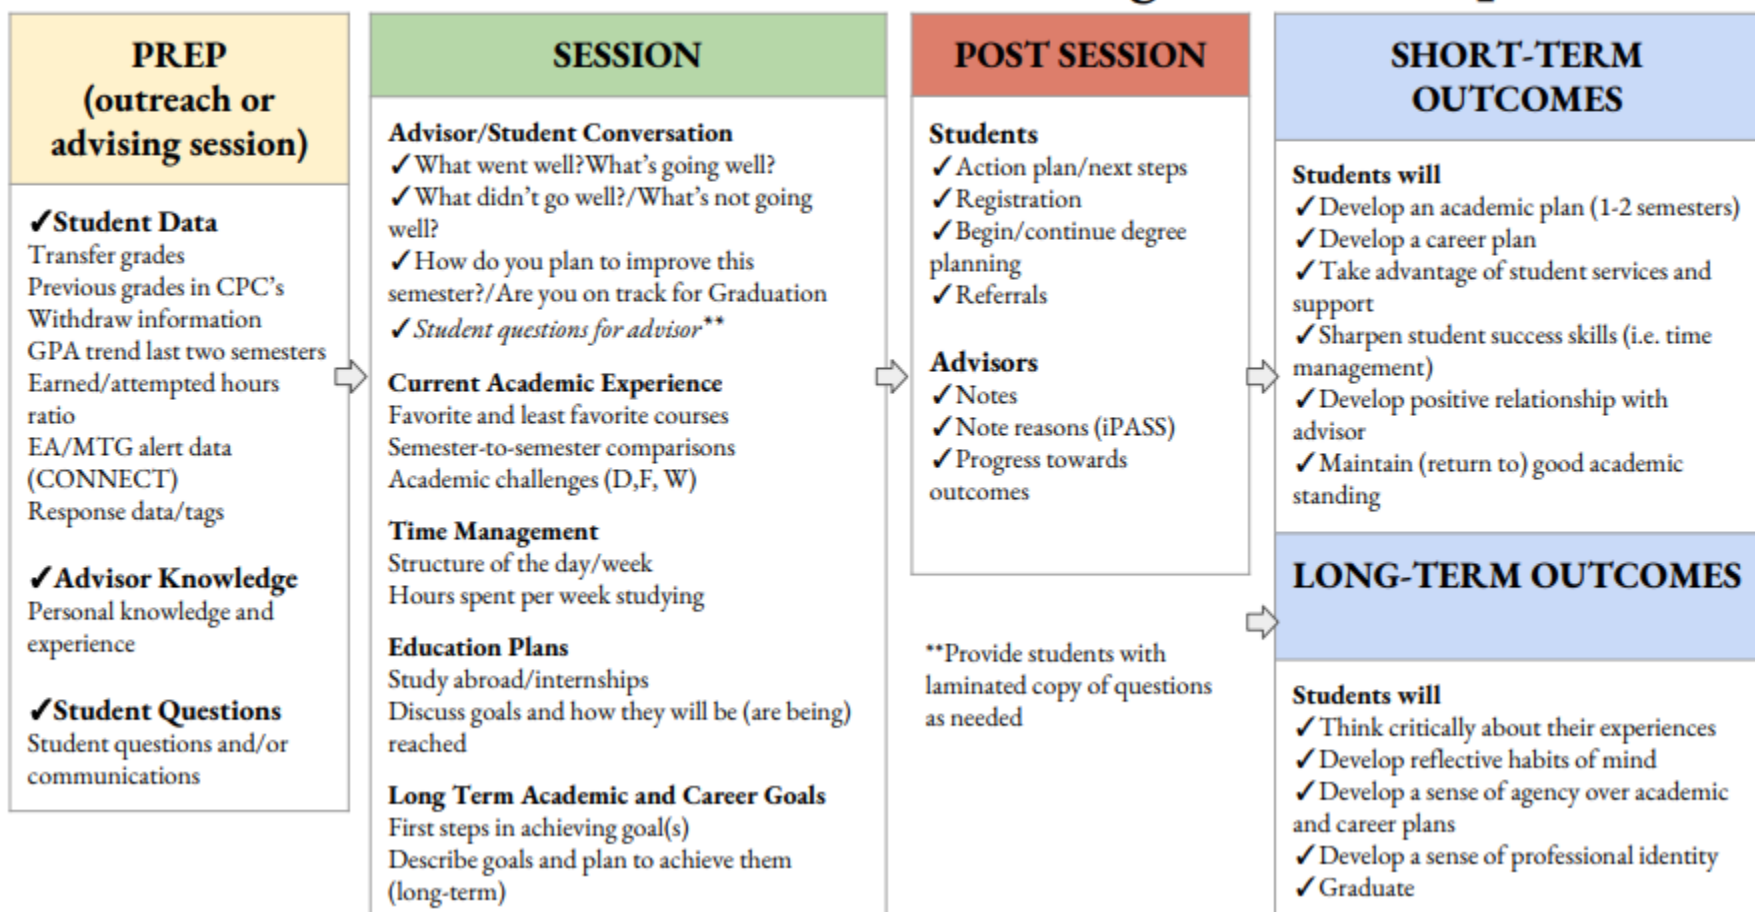 PREP
(outreach or
advising session)
✓Student Data
Transfer grades
Previous grades in CPC's
Withdraw information
GPA trend last two semesters
Earned/attempted hours
ratio
EA/MTG alert data
(CONNECT)
Response data/tags
✓Advisor Knowledge
Personal knowledge and
experience
✓Student Questions
Student questions and/or
communications
SESSION
Advisor/Student Conversation
✓What went well?What's going well?
✓What didn't go well?/What's not going
well?
✓How do you plan to improve this
semester?/Are you on track for Graduation
✓Student questions for advisor**
Current Academic Experience
Favorite and least favorite courses
Semester-to-semester comparisons
Academic challenges (D,F, W)
Time Management
Structure of the day/week
Hours spent per week studying
Education Plans
Study abroad/internships
Discuss goals and how they will be (are being)
reached
Long Term Academic and Career Goals
First steps in achieving goal(s)
Describe goals and plan to achieve them
(long-term)
POST SESSION
Students
✓Action plan/next steps
✓Registration
✓Begin/continue degree
planning
✓Referrals
Advisors
✓Notes
✓Note reasons (iPASS)
✓Progress towards
outcomes
**Provide students with
laminated copy of questions
as needed
SHORT-TERM
OUTCOMES
Students will
✓Develop an academic plan (1-2 semesters)
✓Develop a career plan
✓Take advantage of student services and
support
✓Sharpen student success skills (i.e. time
management)
✓Develop positive relationship with
advisor
✓Maintain (return to) good academic
standing
LONG-TERM OUTCOMES
Students will
✓Think critically about their experiences
✓Develop reflective habits of mind
✓Develop a sense of agency over academic
and career plans
✓Develop a sense of professional identity
✓Graduate